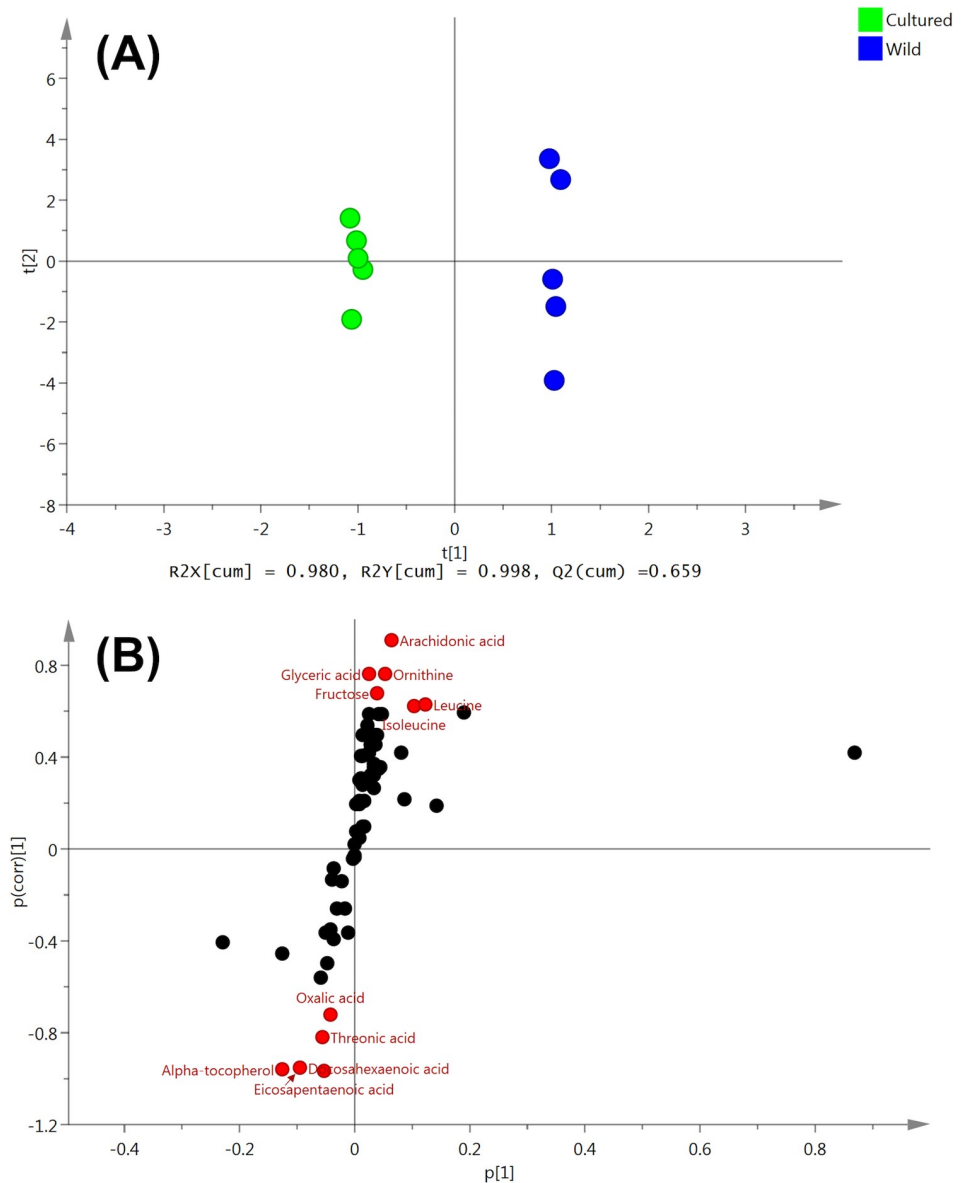 Cultured
Wild
(A)
6
4
2
0
-2
-4
-6
-8
t[2]
-4
-3
-2
-1
0
1
2
3
t[1]
R2X[cum] = 0.980, R2Y[cum] = 0.998, Q2(cum) =0.659
(B)
Arachidonic acid
Glyceric acid
Ornithine
Fructose
Leucine
Isoleucine
0.8
0.4
0
-0.4
-0.8
-1.2
p(corr)[1]
Oxalic acid
Threonic acid
Alpha-tocopherol
Docosahexaenoic acid
Eicosapentaenoic acid
-0.4
-0.2
0
0.2
0.4
0.6
0.8
p[1]